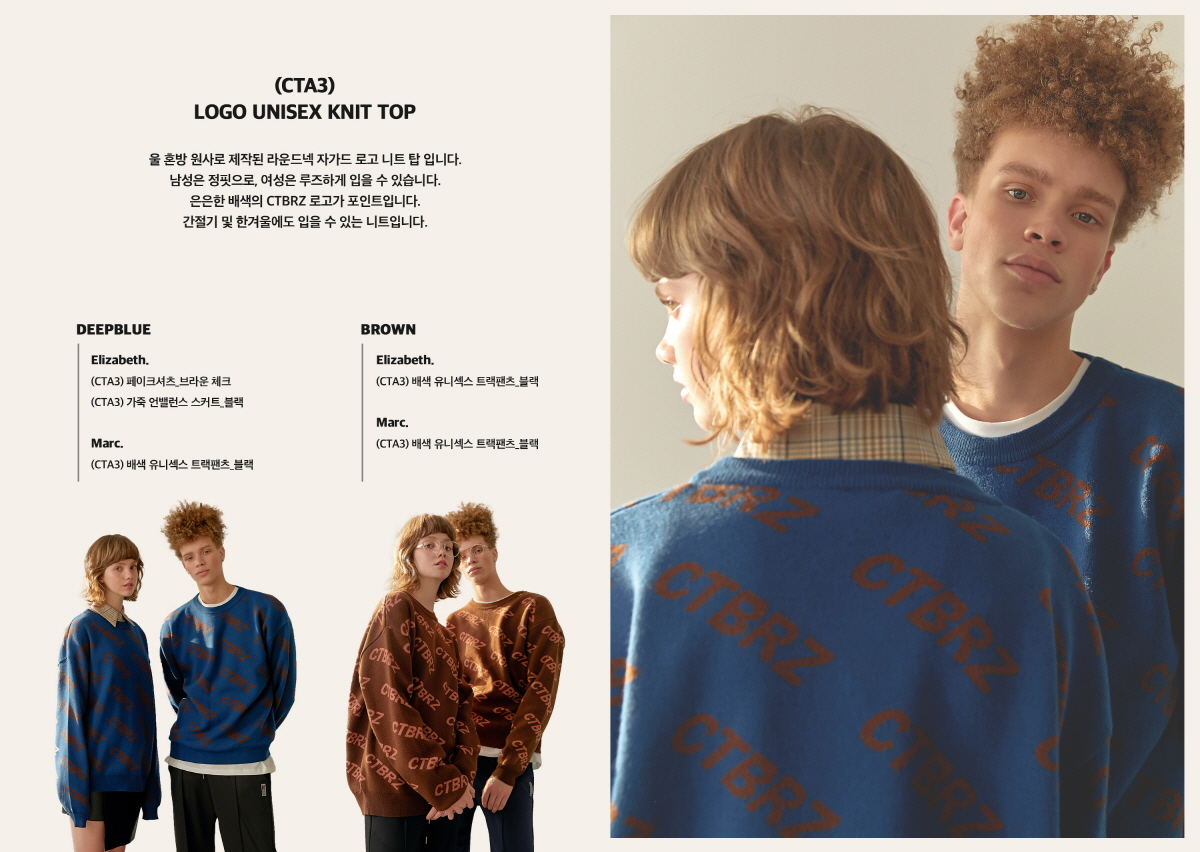 (CTA3)
LOGO UNISEX KNIT TOP
울 혼방 원사로 제작된 라운드넥 자가드 로고 니트 탑 입니다.
남성은 정핏으로, 여성은 루즈하게 입을 수 있습니다.
은은한 배색의 CTBRZ 로고가 포인트입니다.
간절기 및 한겨울에도 입을 수 있는 니트입니다.
DEEPBLUE
Elizabeth.
(CTA3) 페이크셔츠_브라운 체크
(CTA3) 가죽 언밸런스 스커트_블랙
Marc.
(CTA3) 배색 유니섹스 트랙팬츠_블랙
BROWN
Elizabeth.
(CTA3) 배색 유니섹스 트랙팬츠_블랙
Marc.
(CTA3) 배색 유니섹스 트랙팬츠_블랙
CTBRZ
CTBRZ
CTBRZ
CTBRZ
CTBRZ